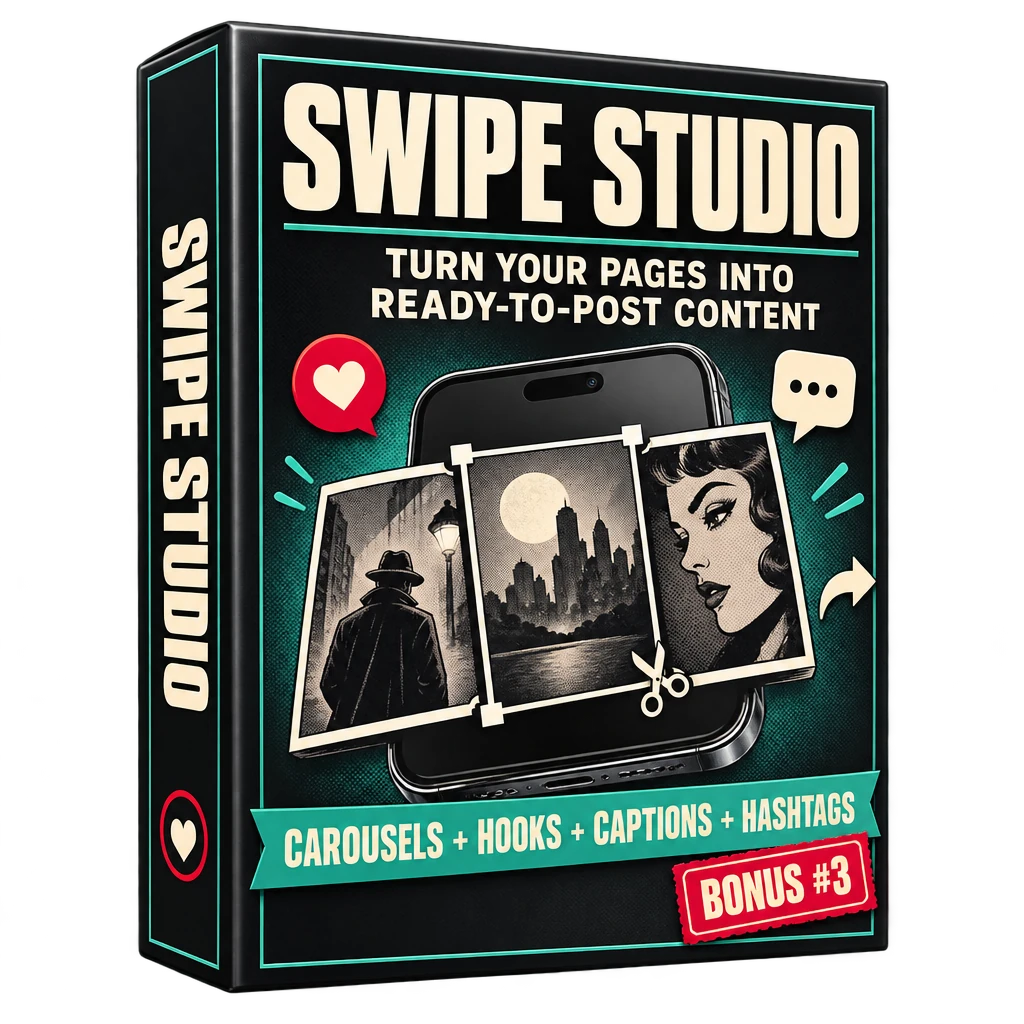 SWIPE STUDIO
TURN YOUR PAGES INTO
READY-TO-POST CONTENT
CAROUSELS + HOOKS + CAPTIONS + HASHTAGS
BONUS #3
SWIPE STUDIO